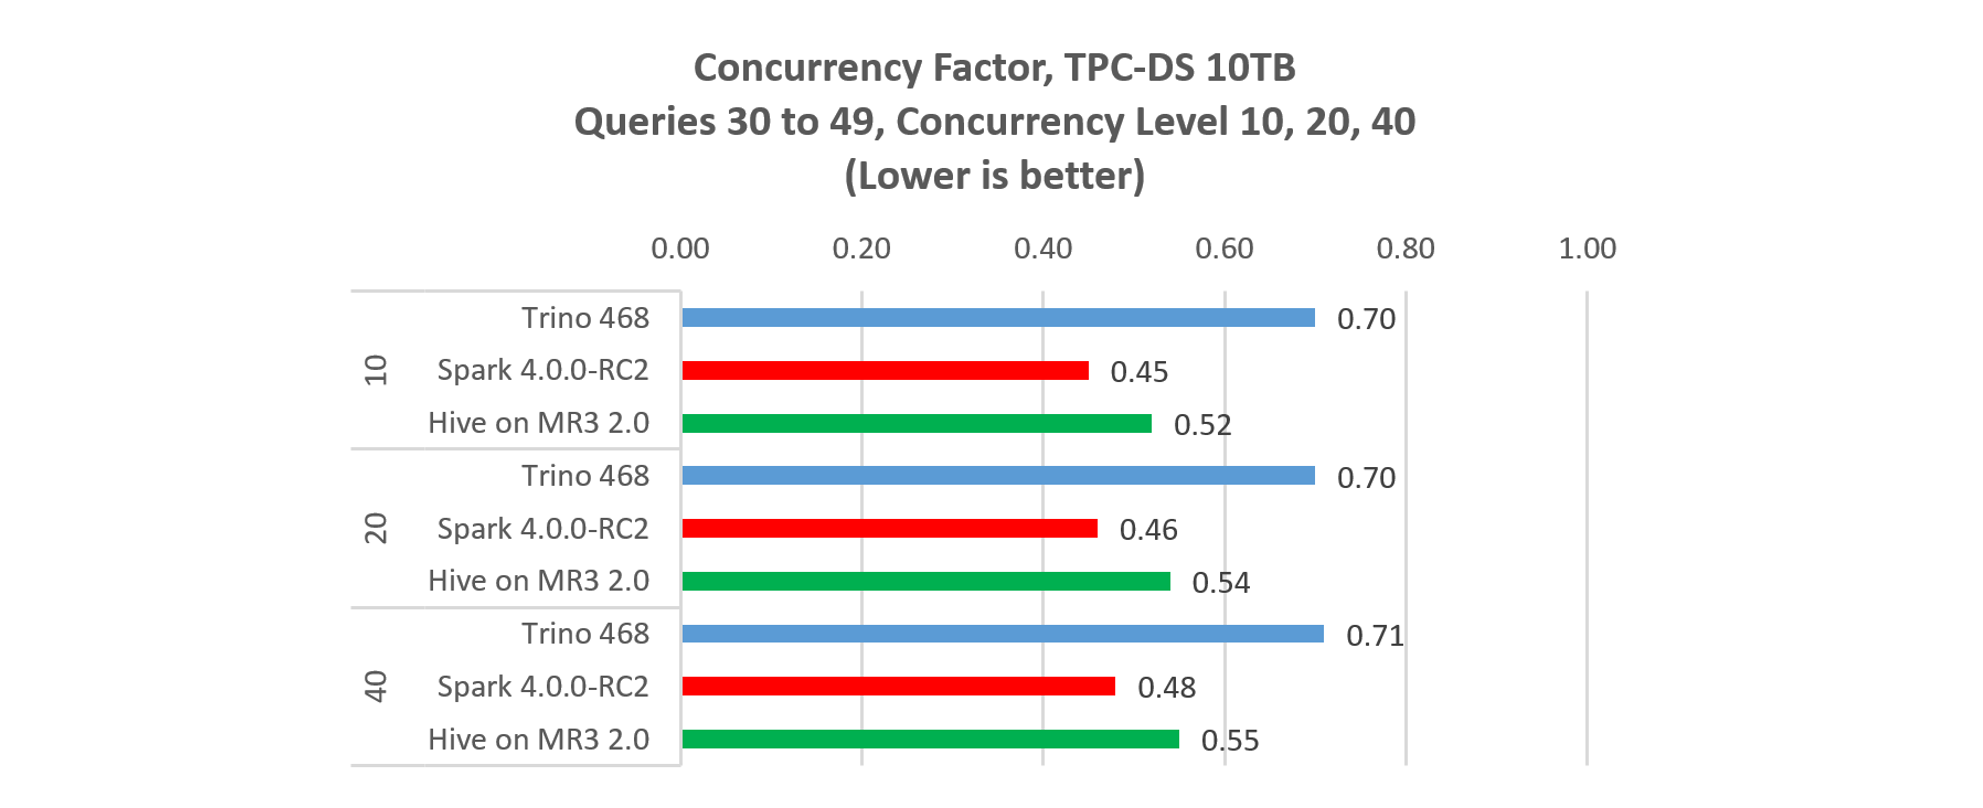 Concurrency Factor, TPC-DS 10TB
Queries 30 to 49, Concurrency Level 10, 20, 40
(Lower is better)
0.00 0.20 0.40 0.60 0.80 1.00
10
Trino 468 0.70
Spark 4.0.0-RC2 0.45
Hive on MR3 2.0 0.52
20
Trino 468 0.70
Spark 4.0.0-RC2 0.46
Hive on MR3 2.0 0.54
40
Trino 468 0.71
Spark 4.0.0-RC2 0.48
Hive on MR3 2.0 0.55